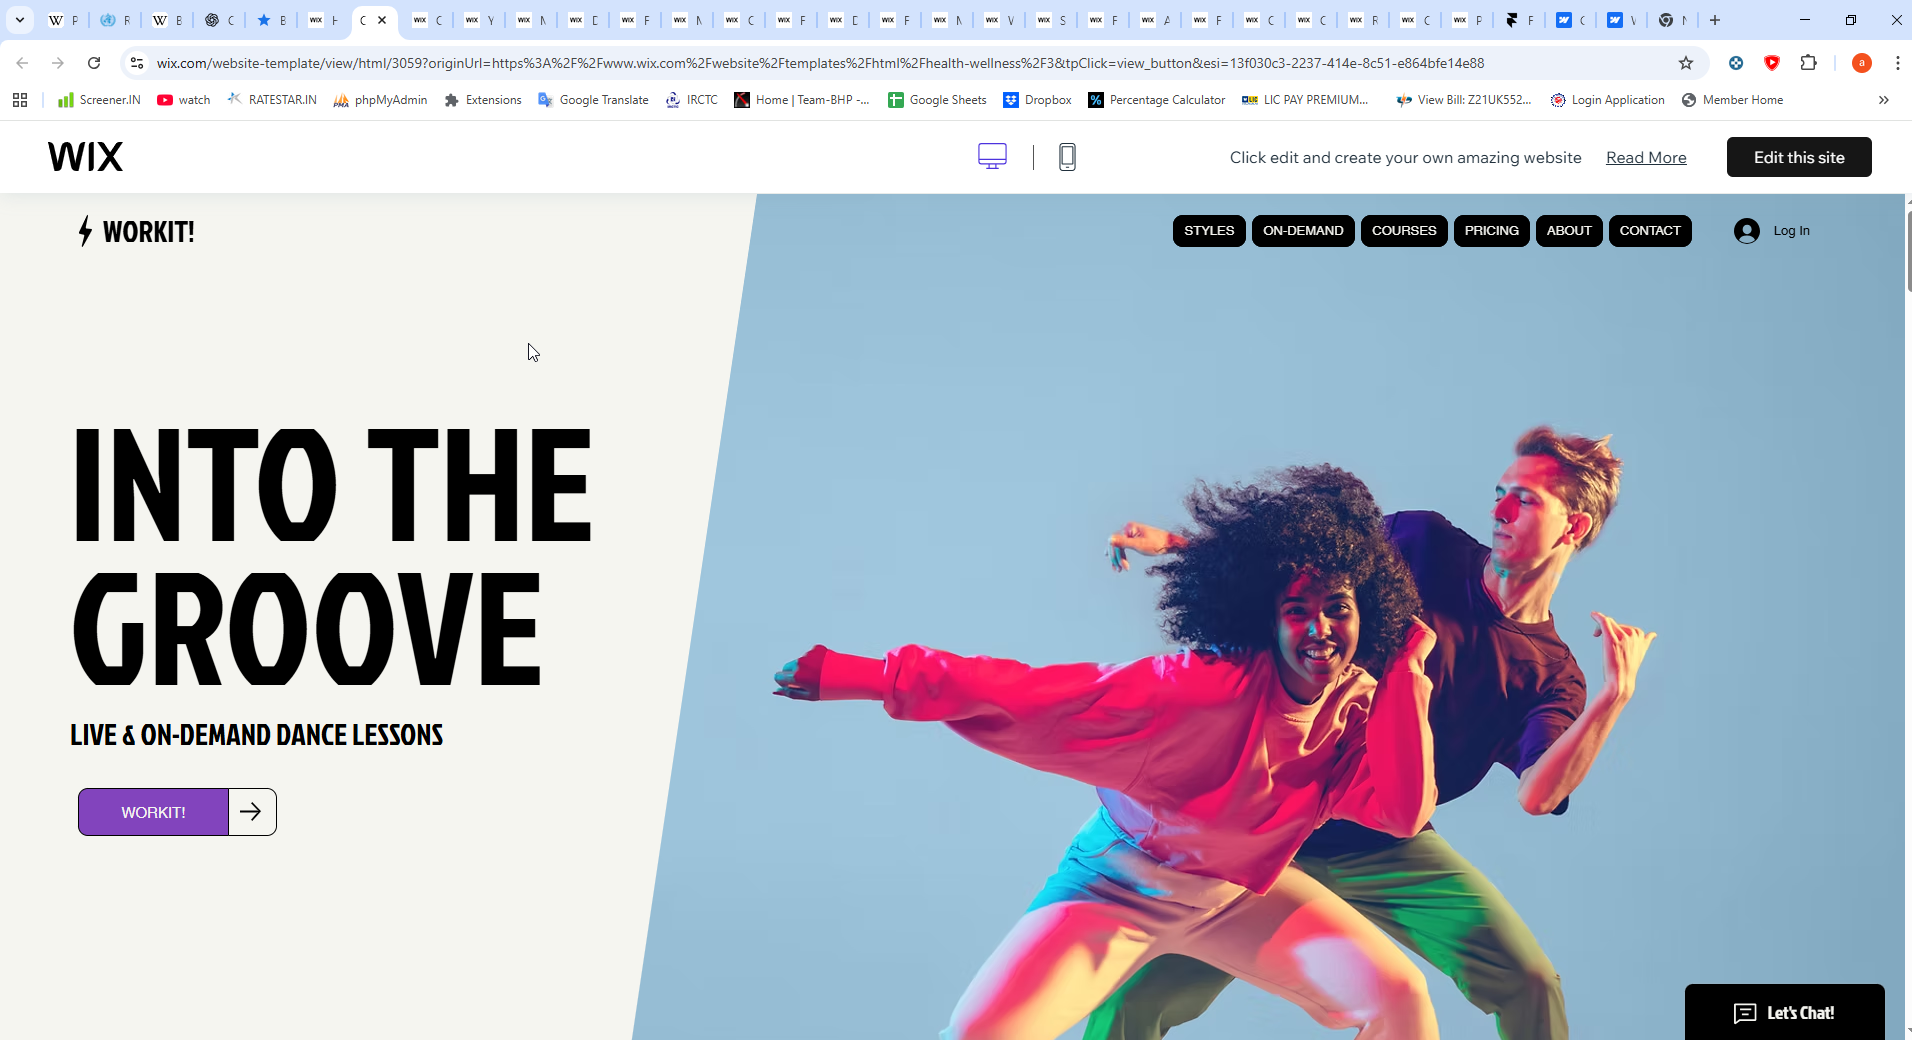 wix.com/website-template/view/html/3059?originUrl=https%3A%2F%2Fwww.wix.com%2Fwebsite%2Ftemplates%2Fhtml%2Fhealth-wellness%2F3&tpClick=view_button&esi=13f030c3-2237-414e-8c51-e864bfe14e88
Screener.IN watch RATESTAR.IN phpMyAdmin Extensions Google Translate IRCTC Home | Team-BHP -... Google Sheets Dropbox Percentage Calculator LIC PAY PREMIUM... View Bill: Z21UK552... Login Application Member Home
WIX Click edit and create your own amazing website Read More Edit this site
WORKIT! STYLES ON-DEMAND COURSES PRICING ABOUT CONTACT Log In
INTO THE
GROOVE
LIVE & ON-DEMAND DANCE LESSONS
WORKIT!
Let's Chat!